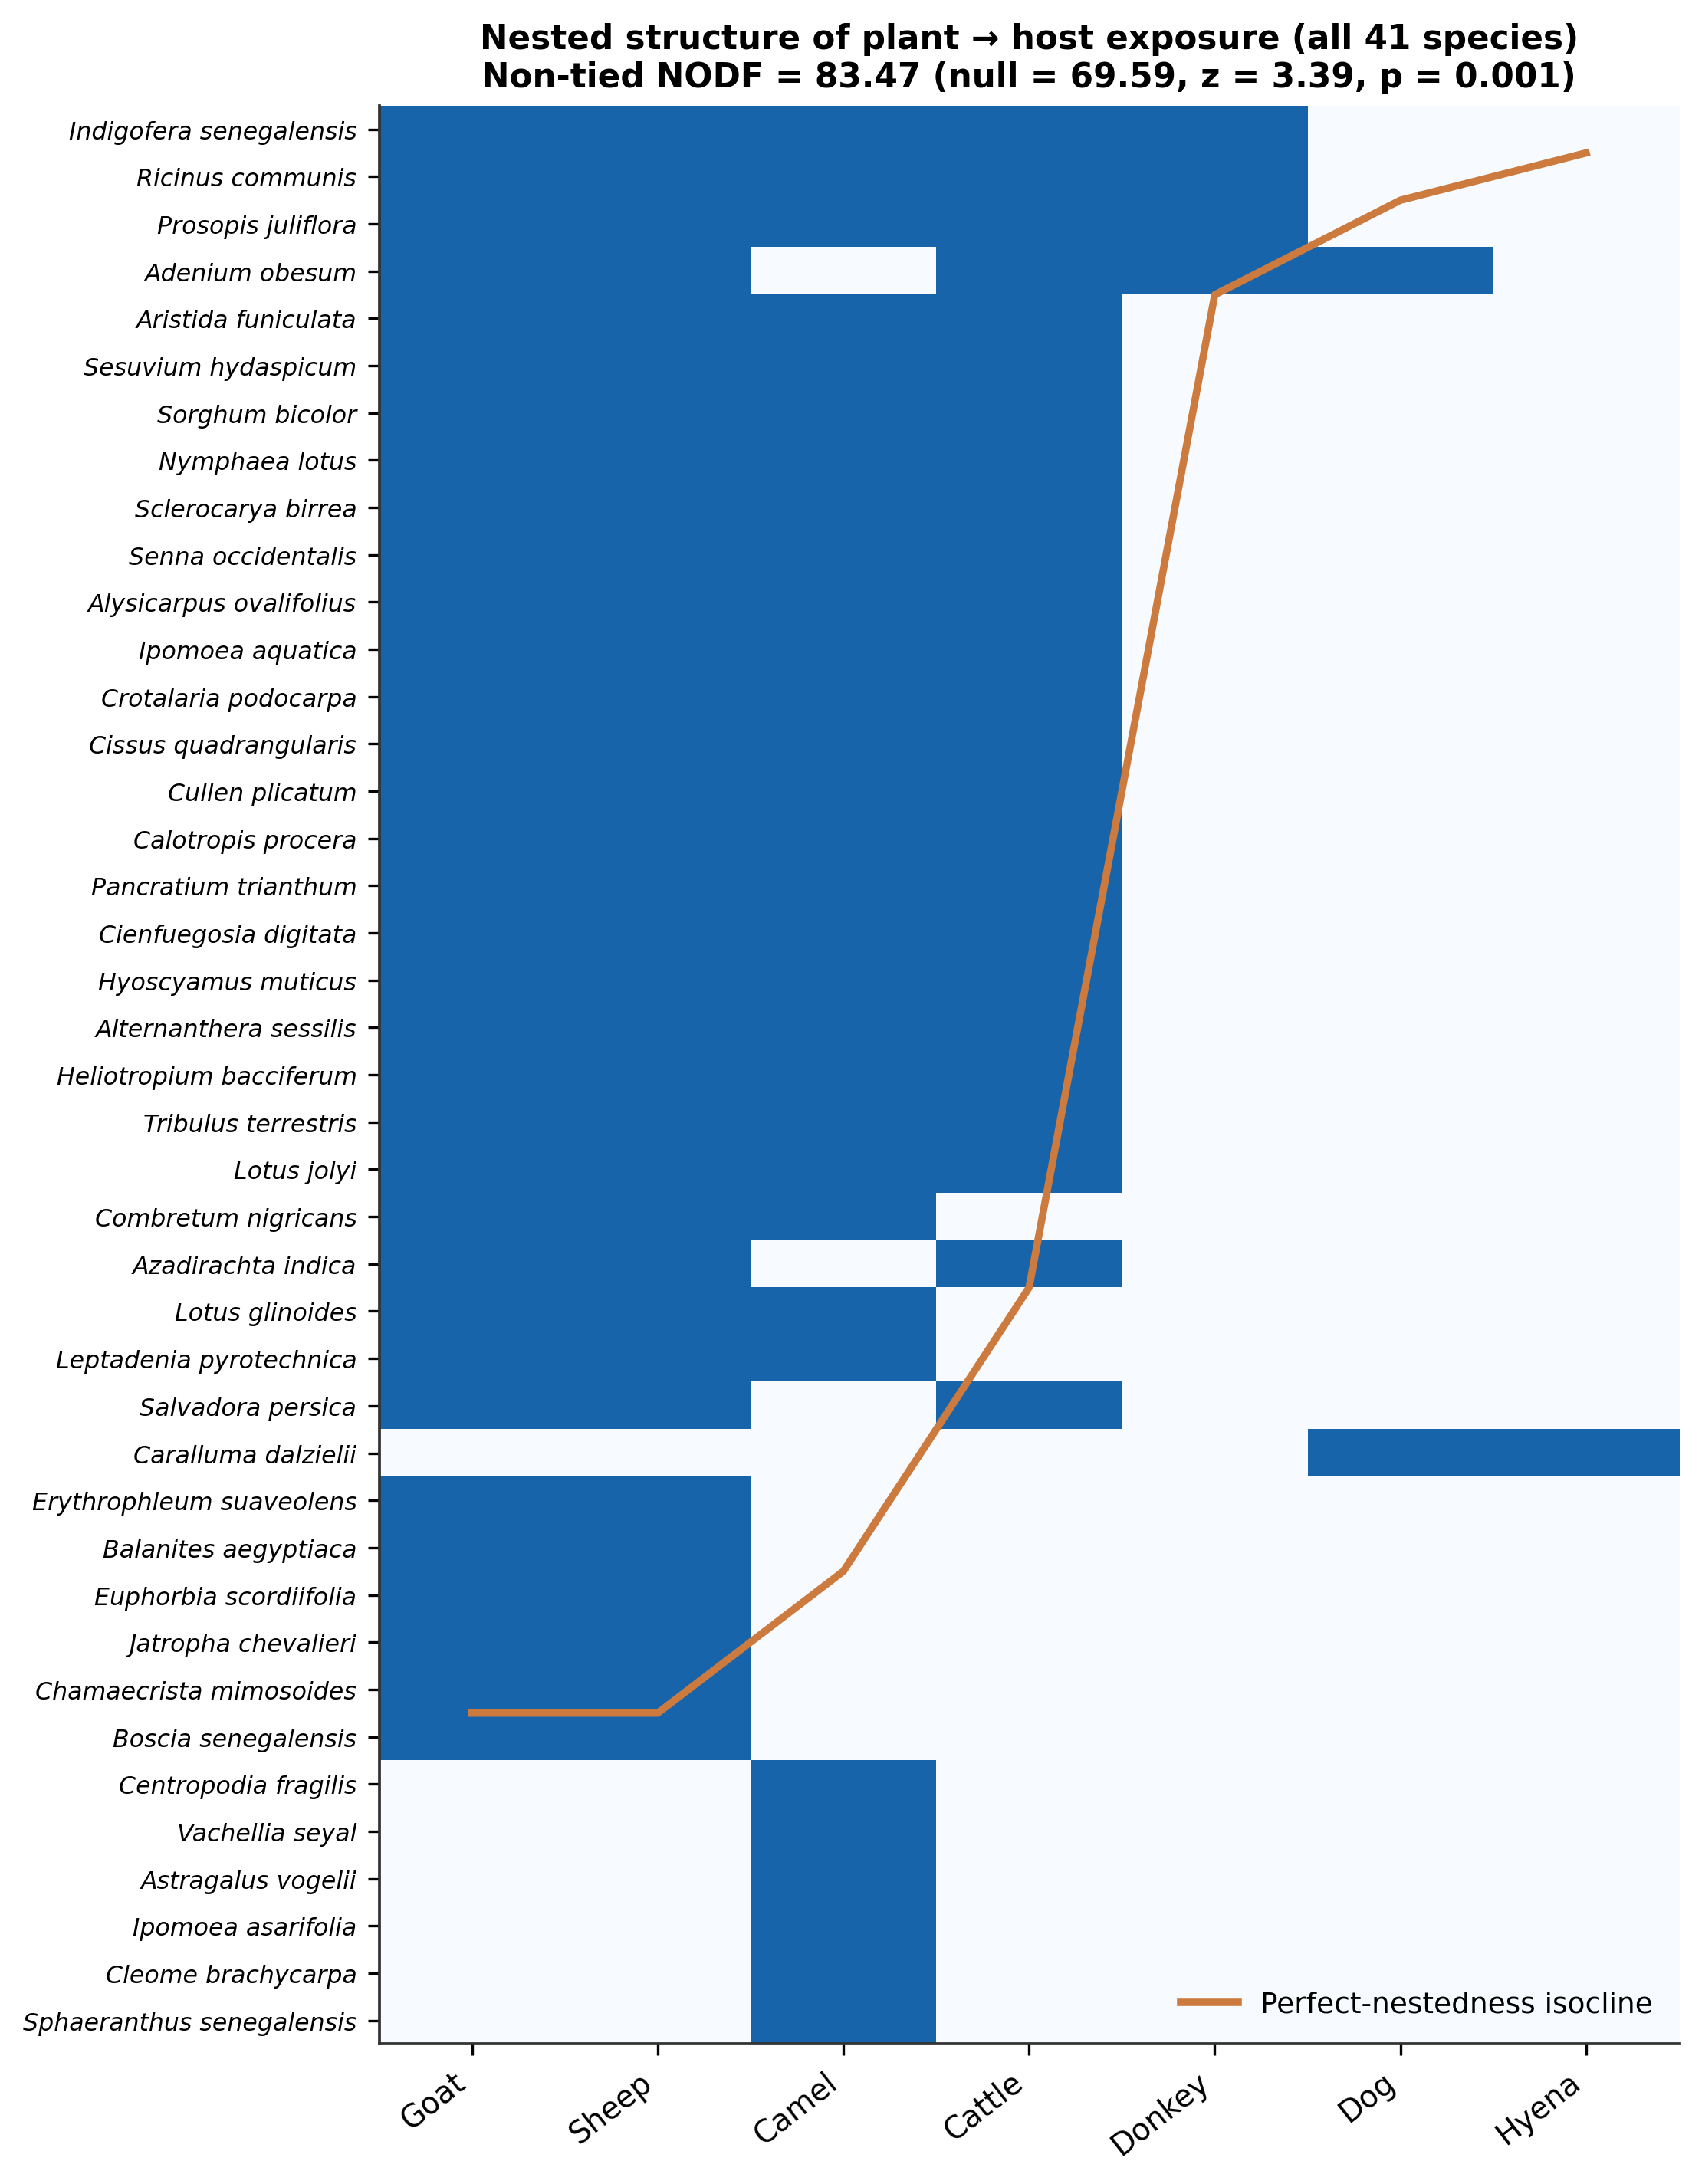 Nested structure of plant → host exposure (all 41 species)
Non-tied NODF = 83.47 (null = 69.59, z = 3.39, p = 0.001)
Indigofera senegalensis
Ricinus communis
Prosopis juliflora
Adenium obesum
Aristida funiculata
Sesuvium hydaspicum
Sorghum bicolor
Nymphaea lotus
Sclerocarya birrea
Senna occidentalis
Alysicarpus ovalifolius
Ipomoea aquatica
Crotalaria podocarpa
Cissus quadrangularis
Cullen plicatum
Calotropis procera
Pancratium trianthum
Cienfuegosia digitata
Hyoscyamus muticus
Alternanthera sessilis
Heliotropium bacciferum
Tribulus terrestris
Lotus jolyi
Combretum nigricans
Azadirachta indica
Lotus glinoides
Leptadenia pyrotechnica
Salvadora persica
Caralluma dalzielii
Erythrophleum suaveolens
Balanites aegyptiaca
Euphorbia scordiifolia
Jatropha chevalieri
Chamaecrista mimosoides
Boscia senegalensis
Centropodia fragilis
Vachellia seyal
Astragalus vogelii
Ipomoea asarifolia
Cleome brachycarpa
Sphaeranthus senegalensis
Perfect-nestedness isocline
Goat
Sheep
Camel
Cattle
Donkey
Dog
Hyena